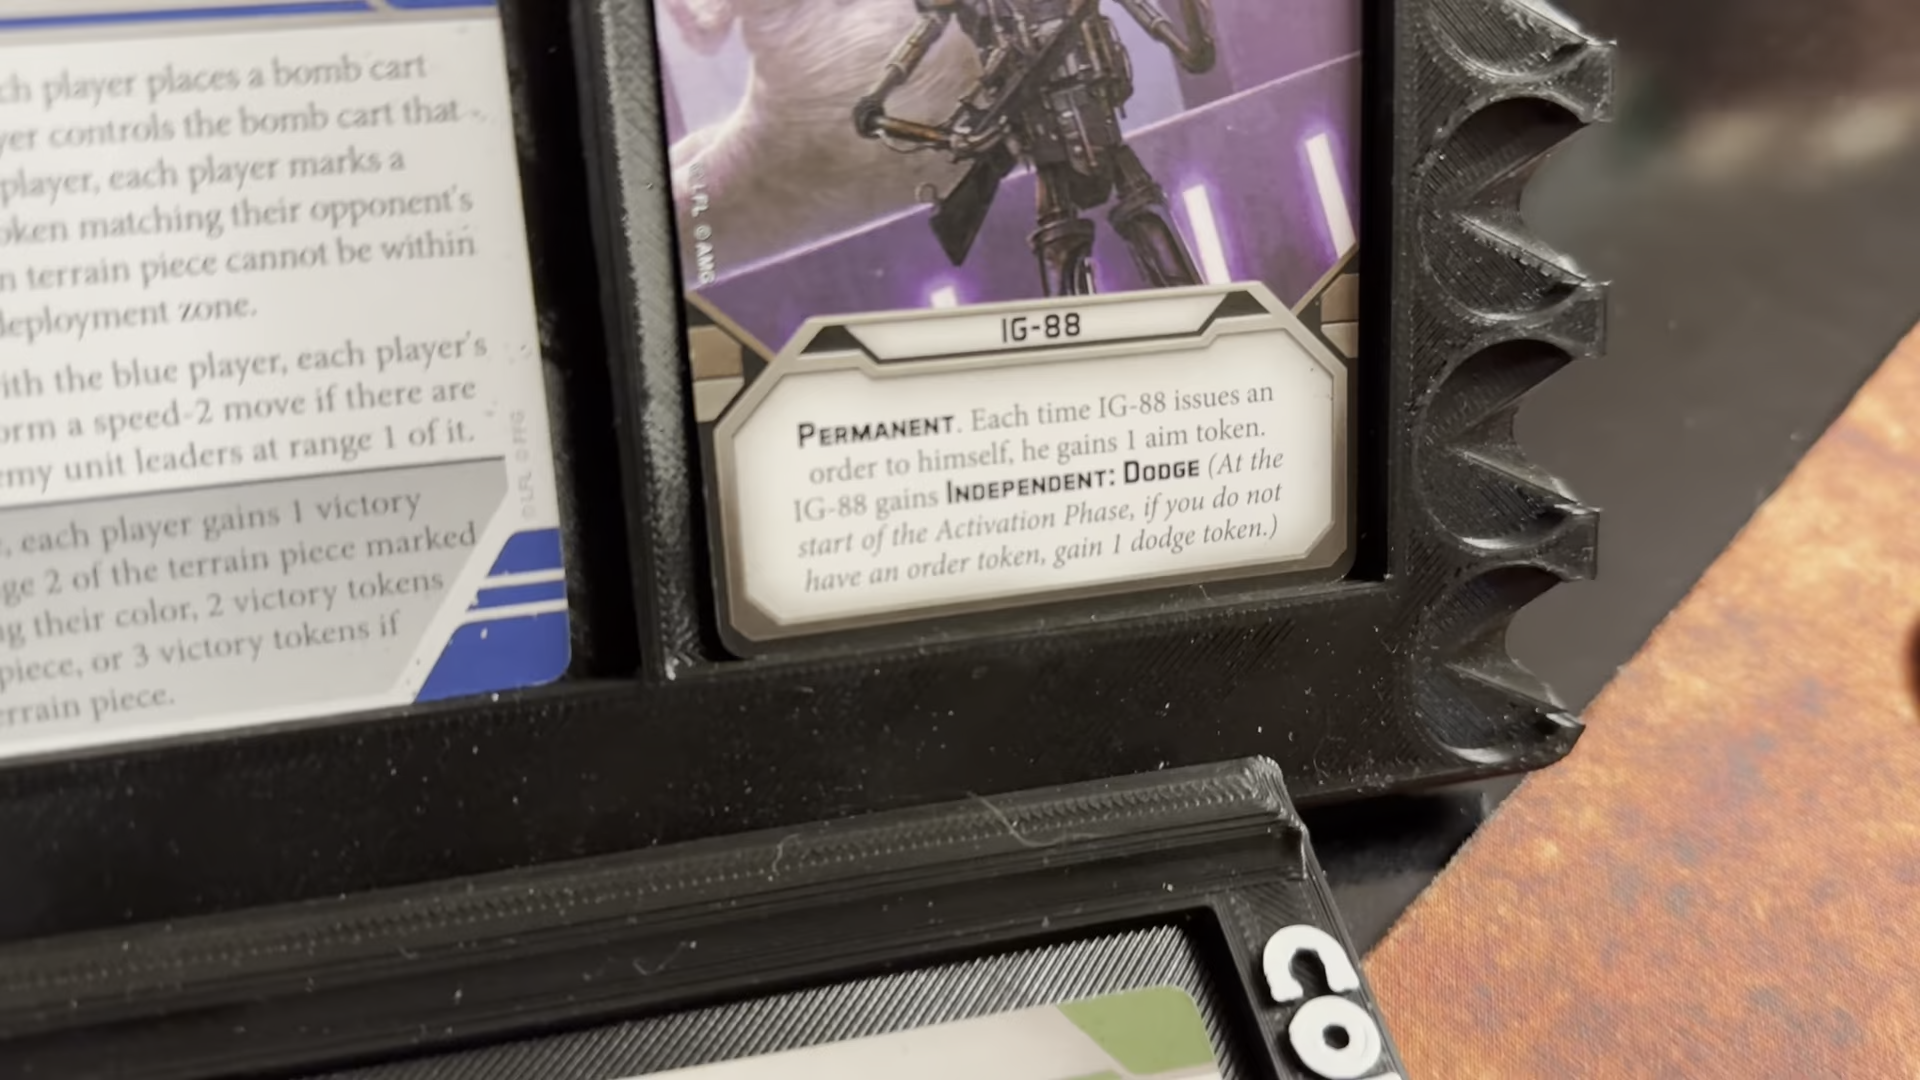 ch player places a bomb cart
yer controls the bomb cart that
player, each player marks a
oken matching their opponent's
n terrain piece cannot be within
deployment zone.
ith the blue player, each player's
orm a speed-2 move if there are
emy unit leaders at range 1 of it.
, each player gains 1 victory
ge 2 of the terrain piece marked
ng their color, 2 victory tokens
piece, or 3 victory tokens if
errain piece.
© LFL © FFG
© LFL © AMG
IG-88
PERMANENT. Each time IG-88 issues an
order to himself, he gains 1 aim token.
IG-88 gains INDEPENDENT: DODGE (At the
start of the Activation Phase, if you do not
have an order token, gain 1 dodge token.)
CO